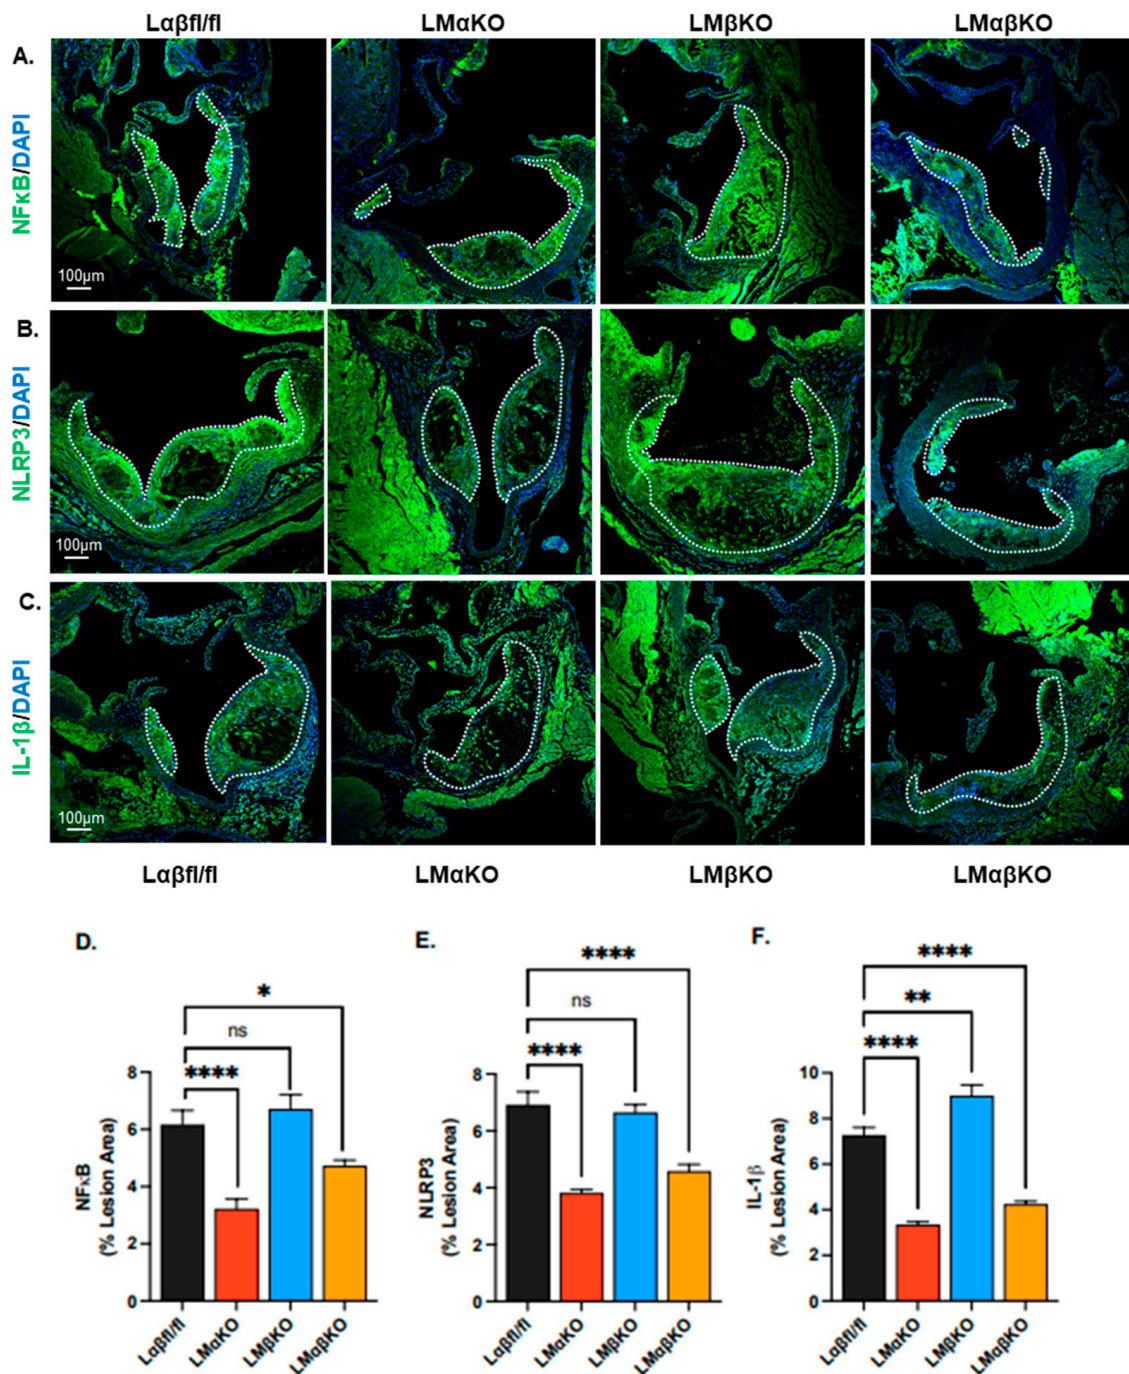 Lαβfl/fl LMαKO LMβKO LMαβKO
A.
NFκB/DAPI
100μm
B.
NLRP3/DAPI
100μm
C.
IL-1β/DAPI
100μm
Lαβfl/fl LMαKO LMβKO LMαβKO
D.
*
ns
****
8
6
4
2
0
NFκB
(% Lesion Area)
Lαβfl/fl
LMαKO
LMβKO
LMαβKO
E.
****
ns
****
8
6
4
2
0
NLRP3
(% Lesion Area)
Lαβfl/fl
LMαKO
LMβKO
LMαβKO
F.
****
**
****
10
8
6
4
2
0
IL-1β
(% Lesion Area)
Lαβfl/fl
LMαKO
LMβKO
LMαβKO